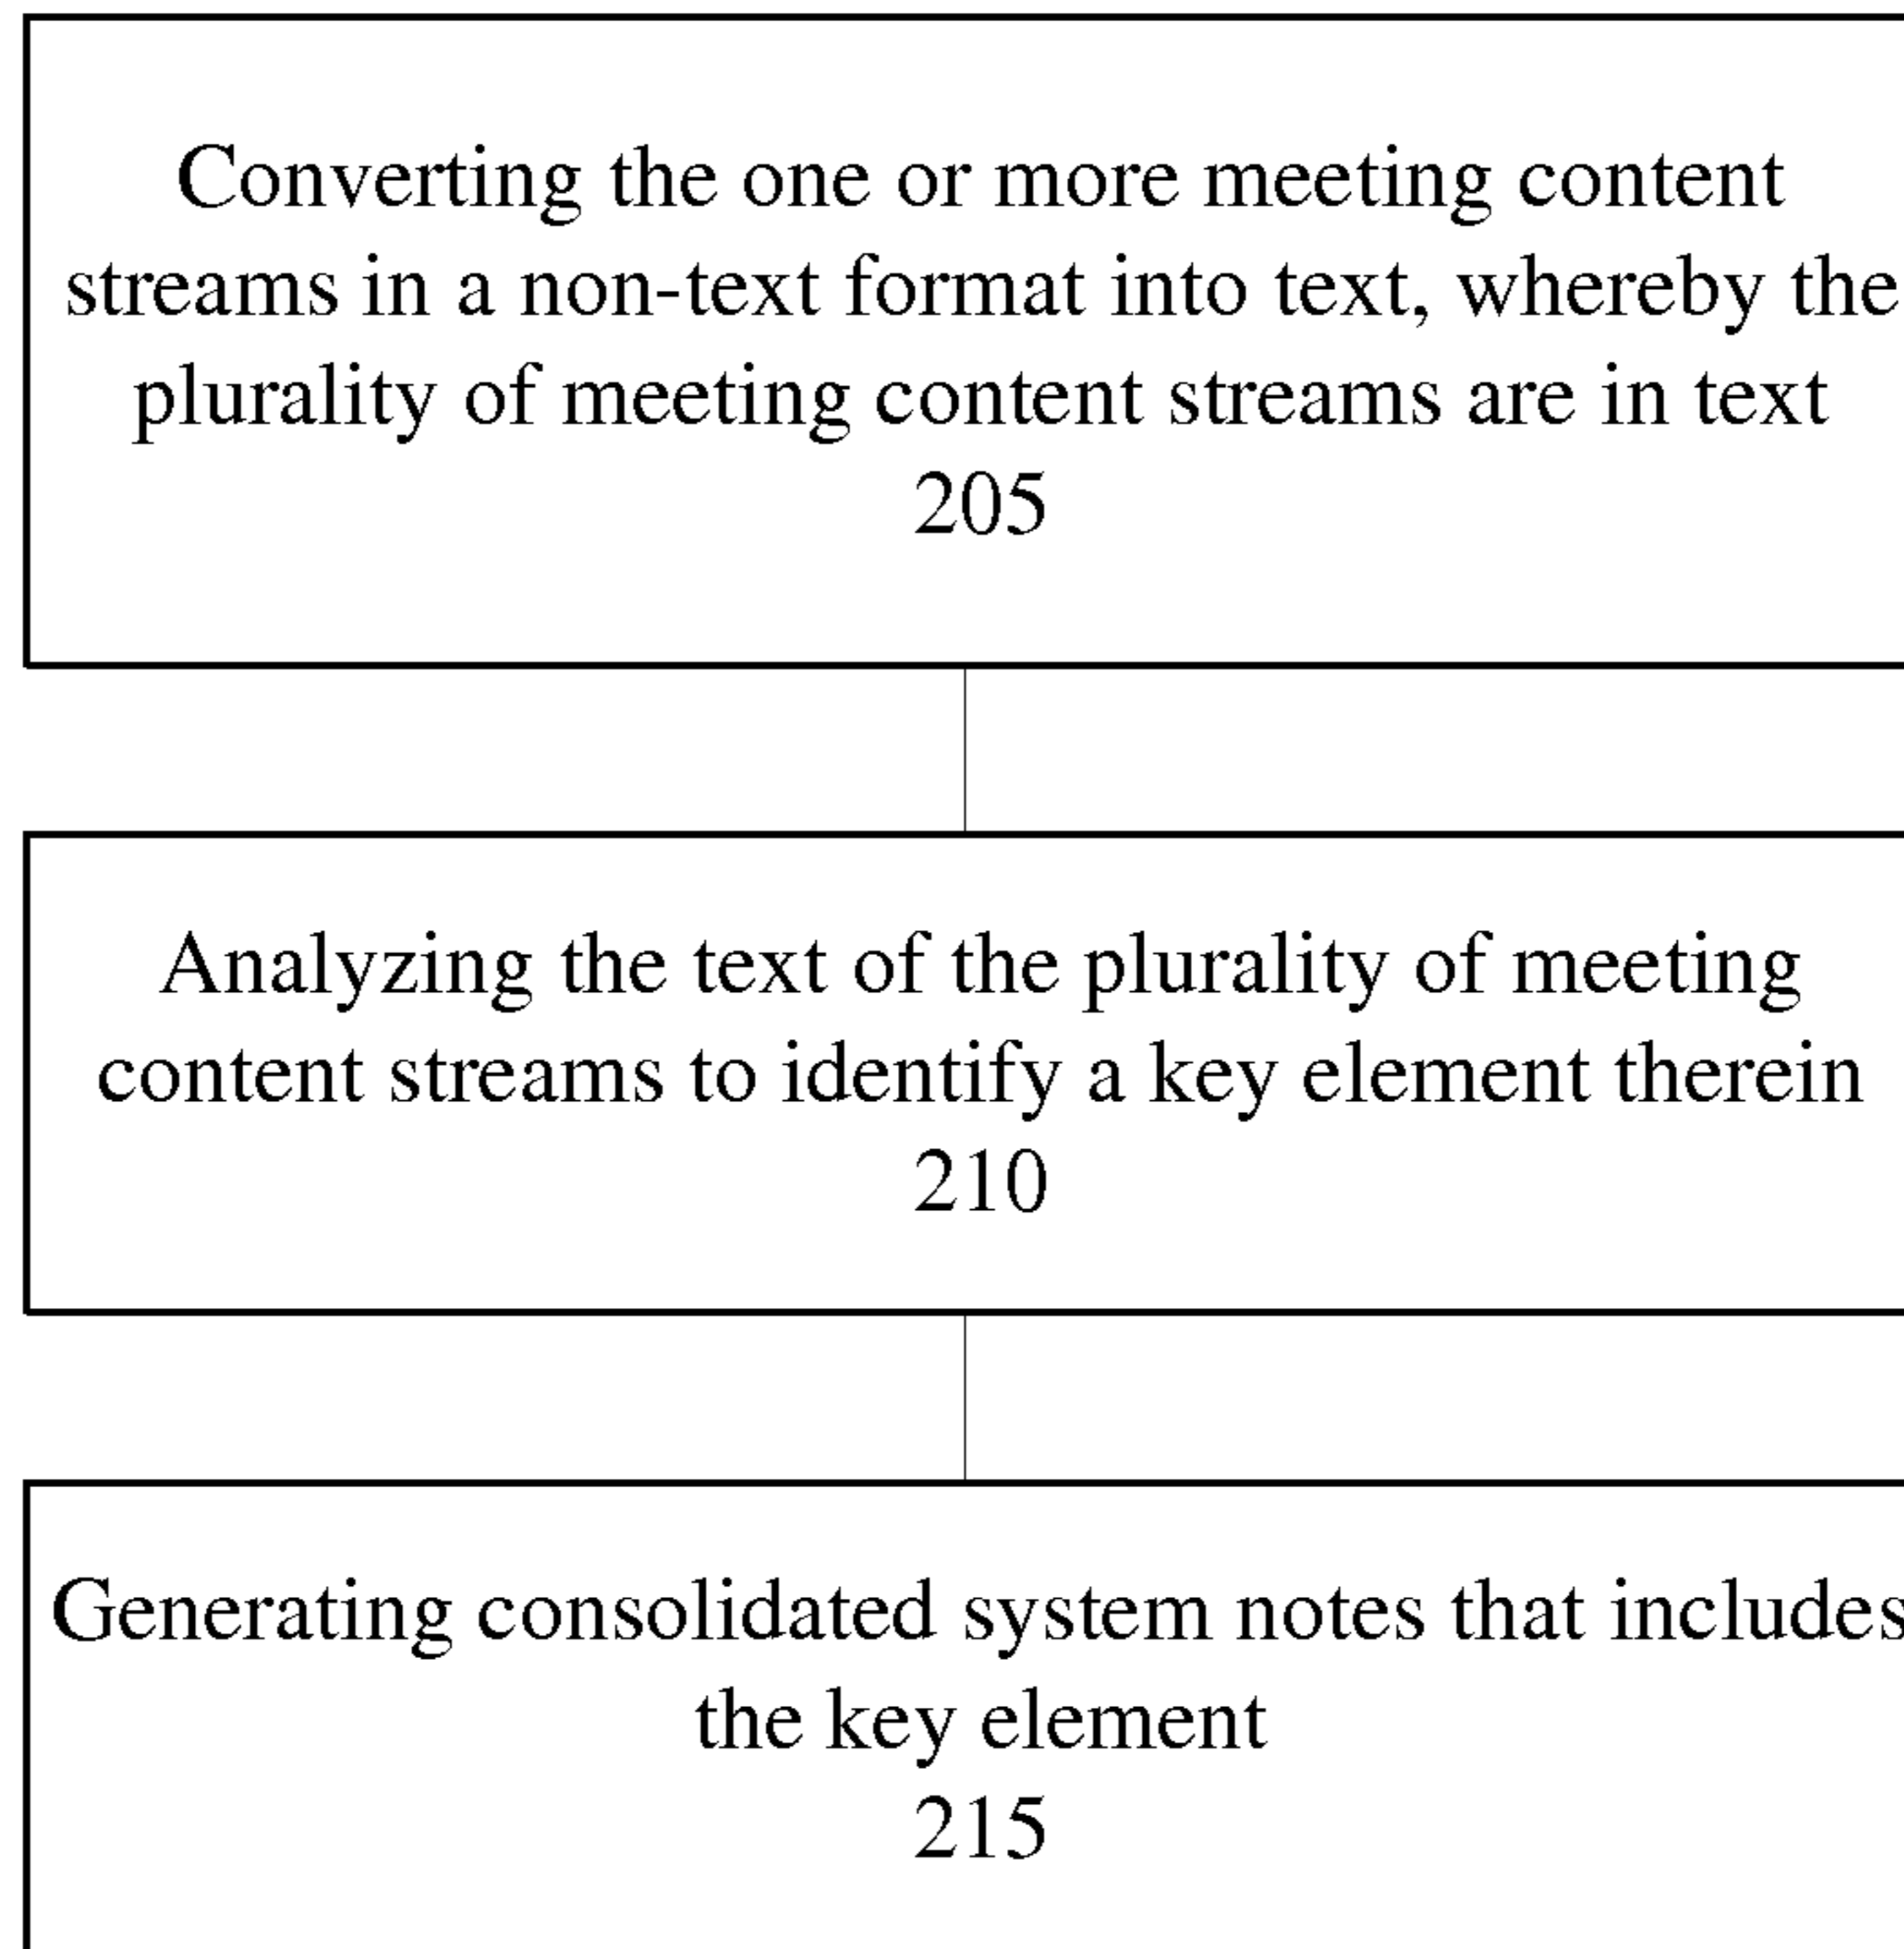 Converting the one or more meeting content
streams in a non-text format into text, whereby the
plurality of meeting content streams are in text
205
Analyzing the text of the plurality of meeting
content streams to identify a key element therein
210
Generating consolidated system notes that includes
the key element
215